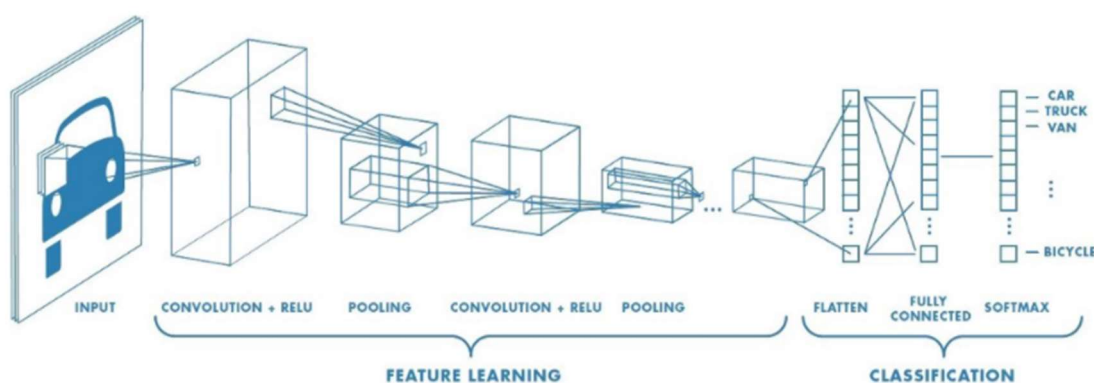 CAR
TRUCK
VAN
BICYCLE
INPUT
CONVOLUTION + RELU
POOLING
CONVOLUTION + RELU
POOLING
FLATTEN
FULLY
CONNECTED
SOFTMAX
FEATURE LEARNING
CLASSIFICATION